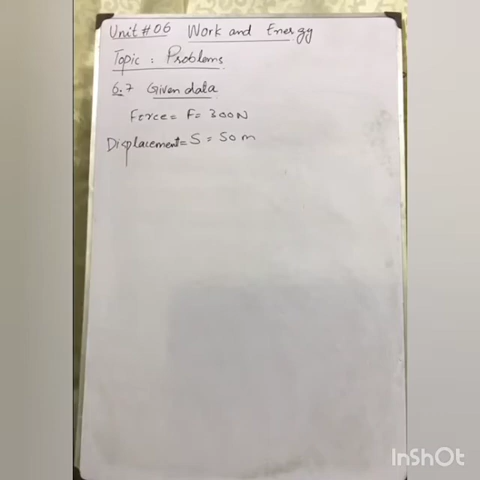 Unit # 06 Work and Energy
Topic : Problems
6.7 Given data
Force = F = 300N
Displacement = S = 50 m
InShOt